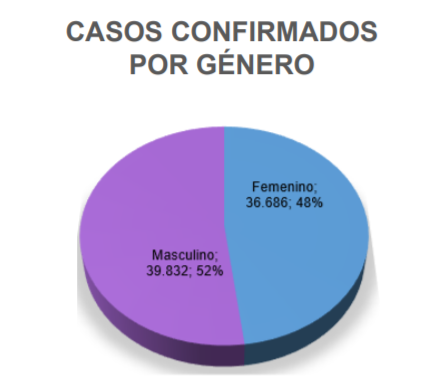 CASOS CONFIRMADOS
POR GÉNERO
Femenino;
36.686; 48%
Masculino;
39.832; 52%